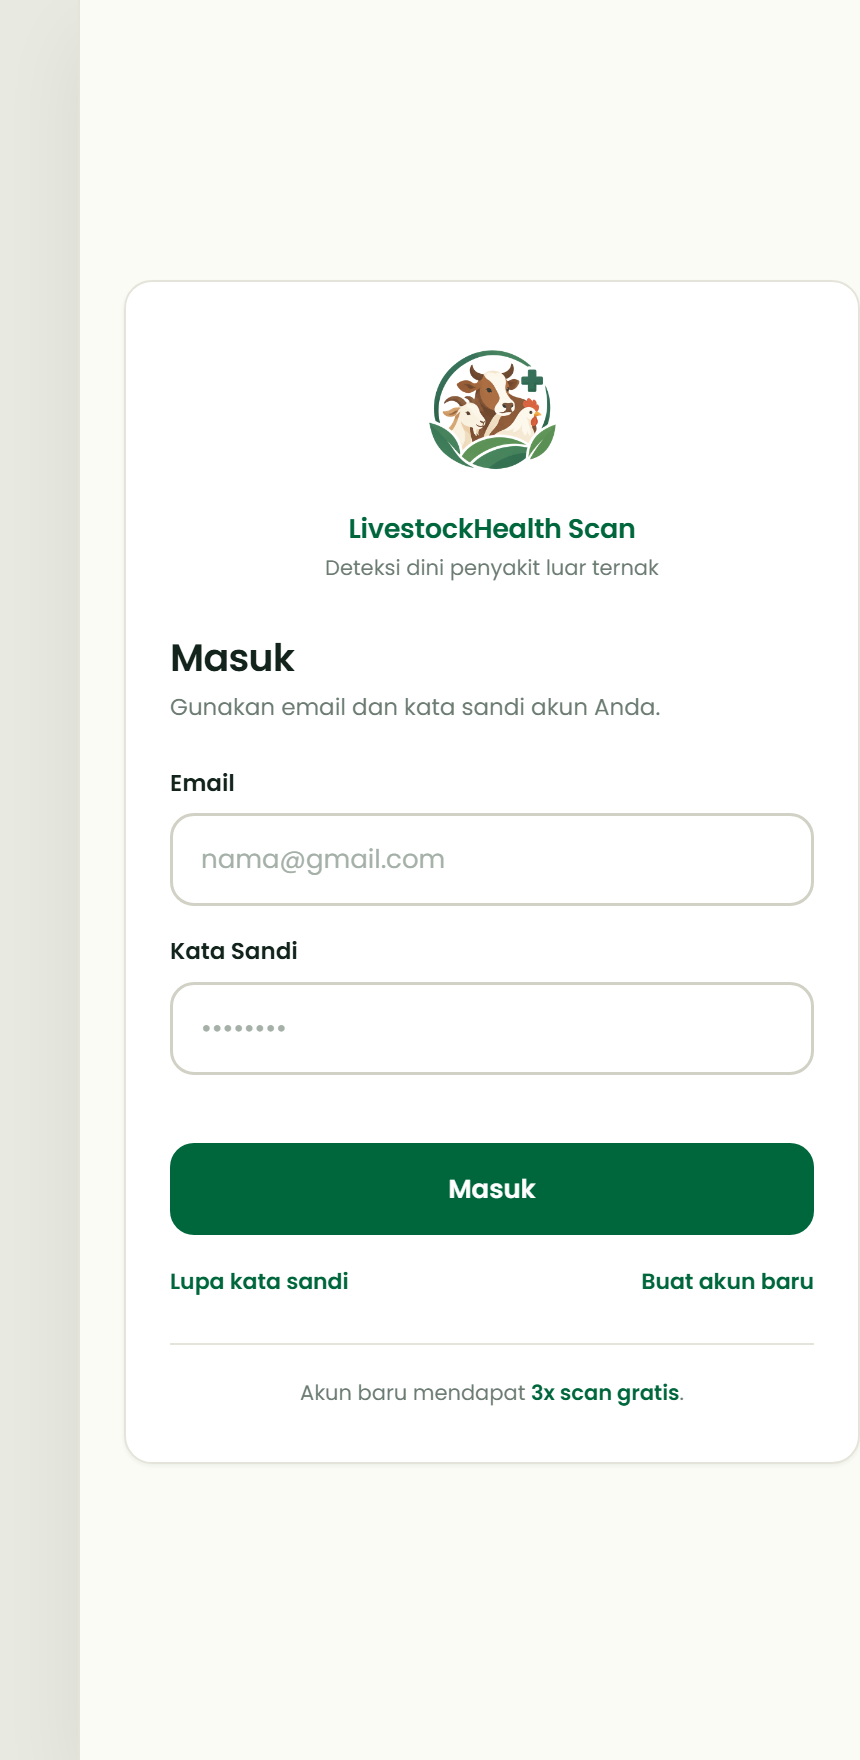 LivestockHealth Scan
Deteksi dini penyakit luar ternak
Masuk
Gunakan email dan kata sandi akun Anda.
Email
nama@gmail.com
Kata Sandi
••••••••
Masuk
Lupa kata sandi
Buat akun baru
Akun baru mendapat 3x scan gratis.